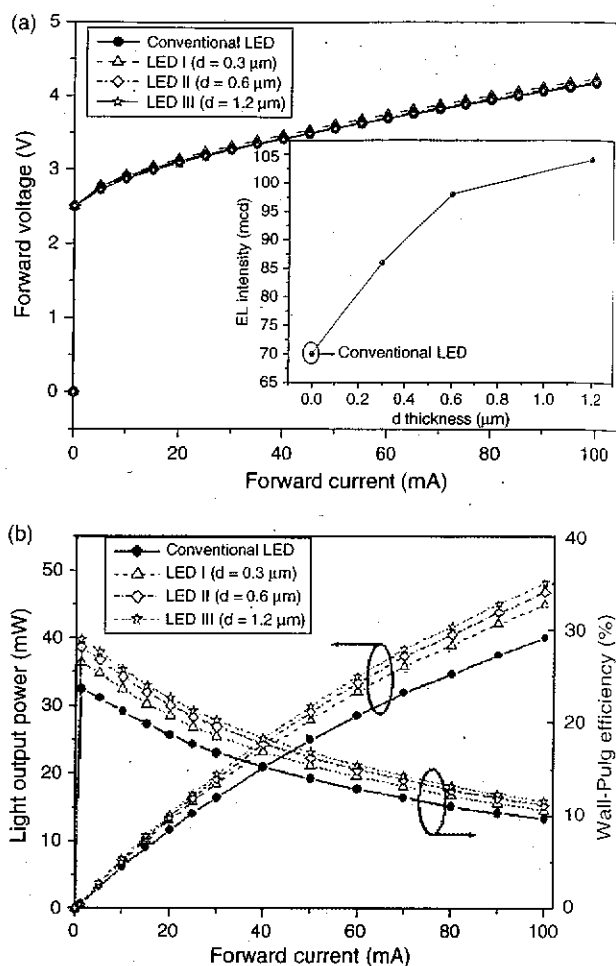 (a)
Conventional LED
LED I (d = 0.3 µm)
LED II (d = 0.6 µm)
LED III (d = 1.2 µm)
Forward voltage (V)
5
4
3
2
1
0
0 20 40 60 80 100
Forward current (mA)
EL intensity (mcd)
105
100
95
90
85
80
75
70
65
Conventional LED
0.0 0.2 0.4 0.6 0.8 1.0 1.2
d thickness (µm)
(b)
Conventional LED
LED I (d = 0.3 µm)
LED II (d = 0.6 µm)
LED III (d = 1.2 µm)
Light output power (mW)
50
40
30
20
10
0
40
30
20
10
0
Wall-Pulg efficiency (%)
0 20 40 60 80 100
Forward current (mA)